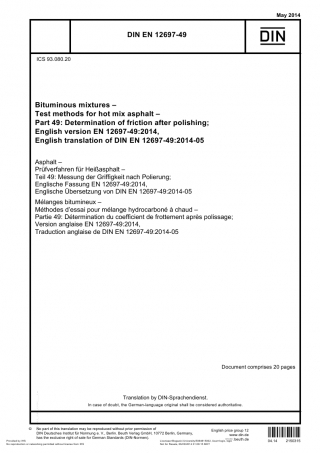 May 2014
DIN EN 12697-49
DIN
ICS 93.080.20
Bituminous mixtures –
Test methods for hot mix asphalt –
Part 49: Determination of friction after polishing;
English version EN 12697-49:2014,
English translation of DIN EN 12697-49:2014-05
Asphalt –
Prüfverfahren für Heißasphalt –
Teil 49: Messung der Griffigkeit nach Polierung;
Englische Fassung EN 12697-49:2014,
Englische Übersetzung von DIN EN 12697-49:2014-05
Mélanges bitumineux –
Méthodes d'essai pour mélange hydrocarboné à chaud –
Partie 49: Détermination du coefficient de frottement après polissage;
Version anglaise EN 12697-49:2014,
Traduction anglaise de DIN EN 12697-49:2014-05
Document comprises 20 pages
Translation by DIN-Sprachendienst.
In case of doubt, the German-language original shall be considered authoritative.
© No part of this translation may be reproduced without prior permission of
DIN Deutsches Institut für Normung e. V., Berlin. Beuth Verlag GmbH, 10772 Berlin, Germany,
has the exclusive right of sale for German Standards (DIN-Normen).
English price group 13
www.din.de
www.beuth.de